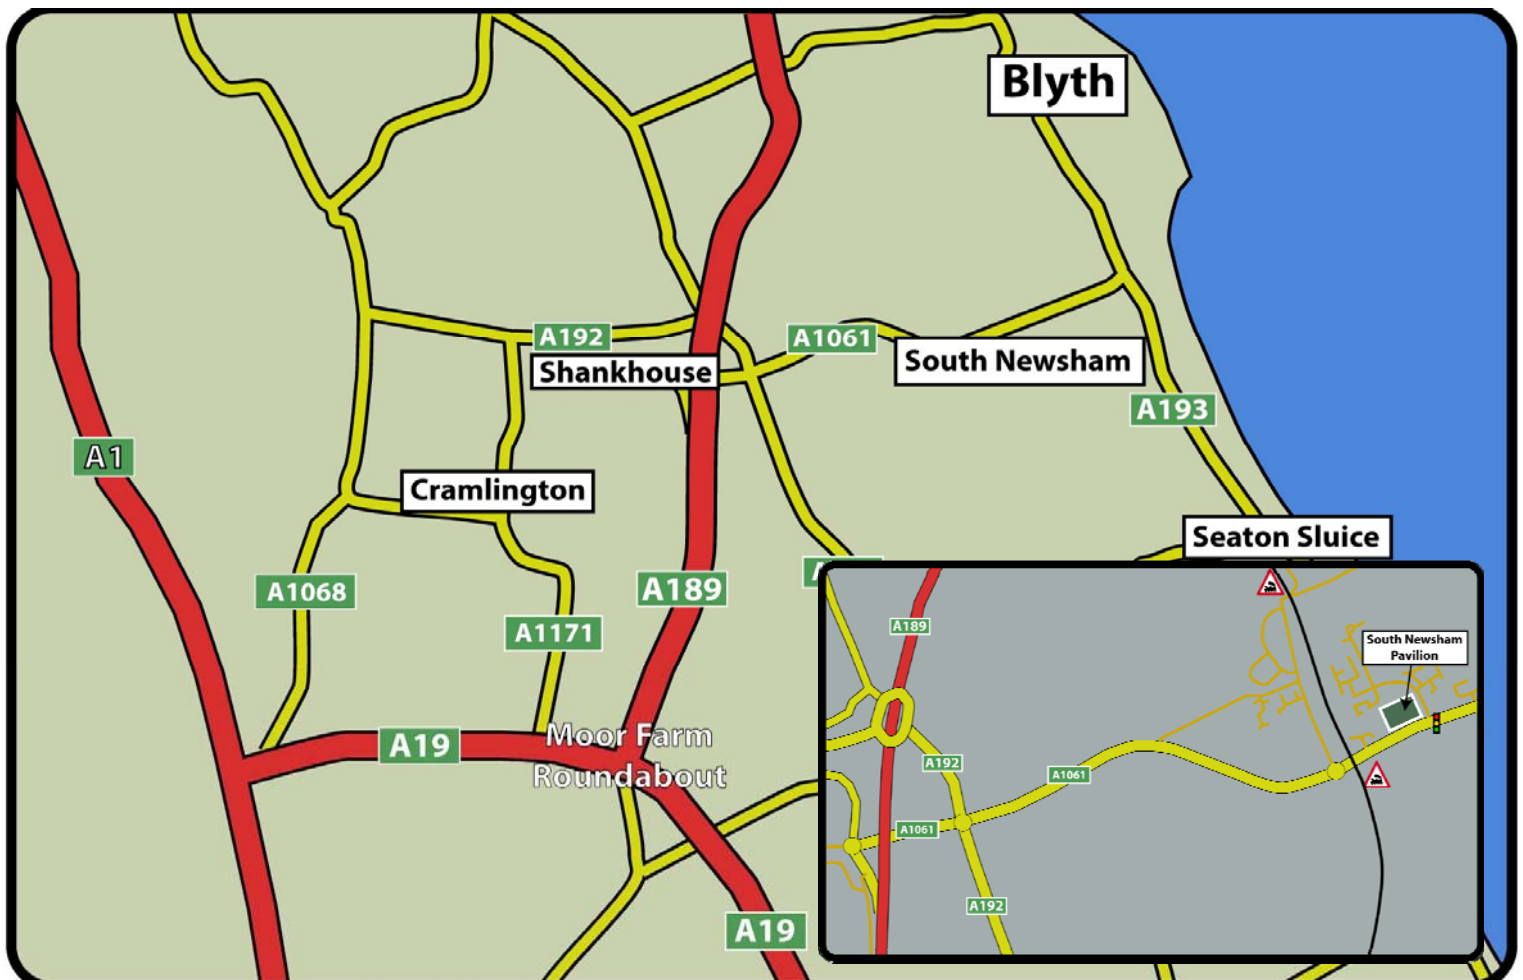 Blyth
A192
A1061
Shankhouse
South Newsham
A193
A1
Cramlington
Seaton Sluice
A1068
A189
A1171
A19
Moor Farm
Roundabout
A19
A189
South Newsham
Pavilion
A192
A1061
A1061
A192